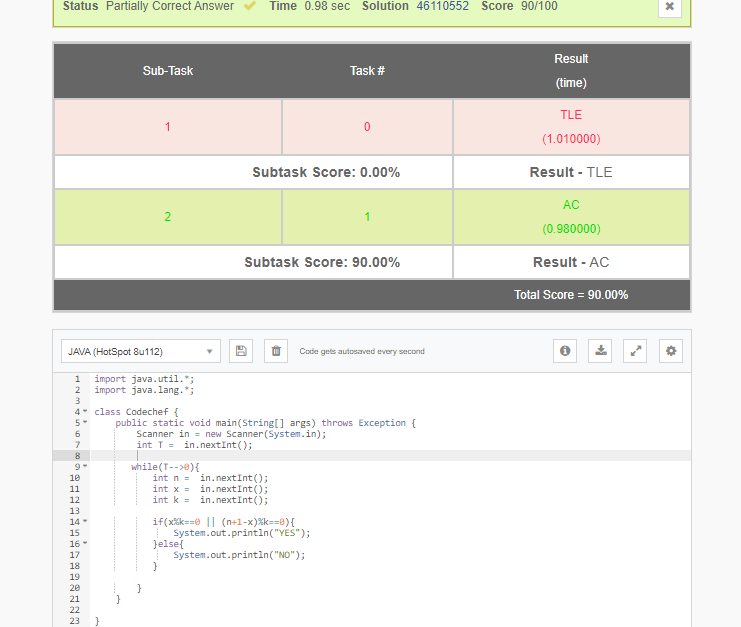 Status Partially Correct Answer Time 0.98 sec Solution 46110552 Score 90/100
Sub-Task Task # Result
(time)
1 0 TLE
(1.010000)
Subtask Score: 0.00% Result - TLE
2 1 AC
(0.980000)
Subtask Score: 90.00% Result - AC
Total Score = 90.00%
JAVA (HotSpot 8u112) Code gets autosaved every second
1 import java.util.*;
2 import java.lang.*;
3
4 class Codechef {
5 public static void main(String[] args) throws Exception {
6 Scanner in = new Scanner(System.in);
7 int T = in.nextInt();
8
9 while(T-->0){
10 int n = in.nextInt();
11 int x = in.nextInt();
12 int k = in.nextInt();
13
14 if(x%k==0 || (n+1-x)%k==0){
15 System.out.println("YES");
16 }else{
17 System.out.println("NO");
18 }
19
20 }
21 }
22
23 }